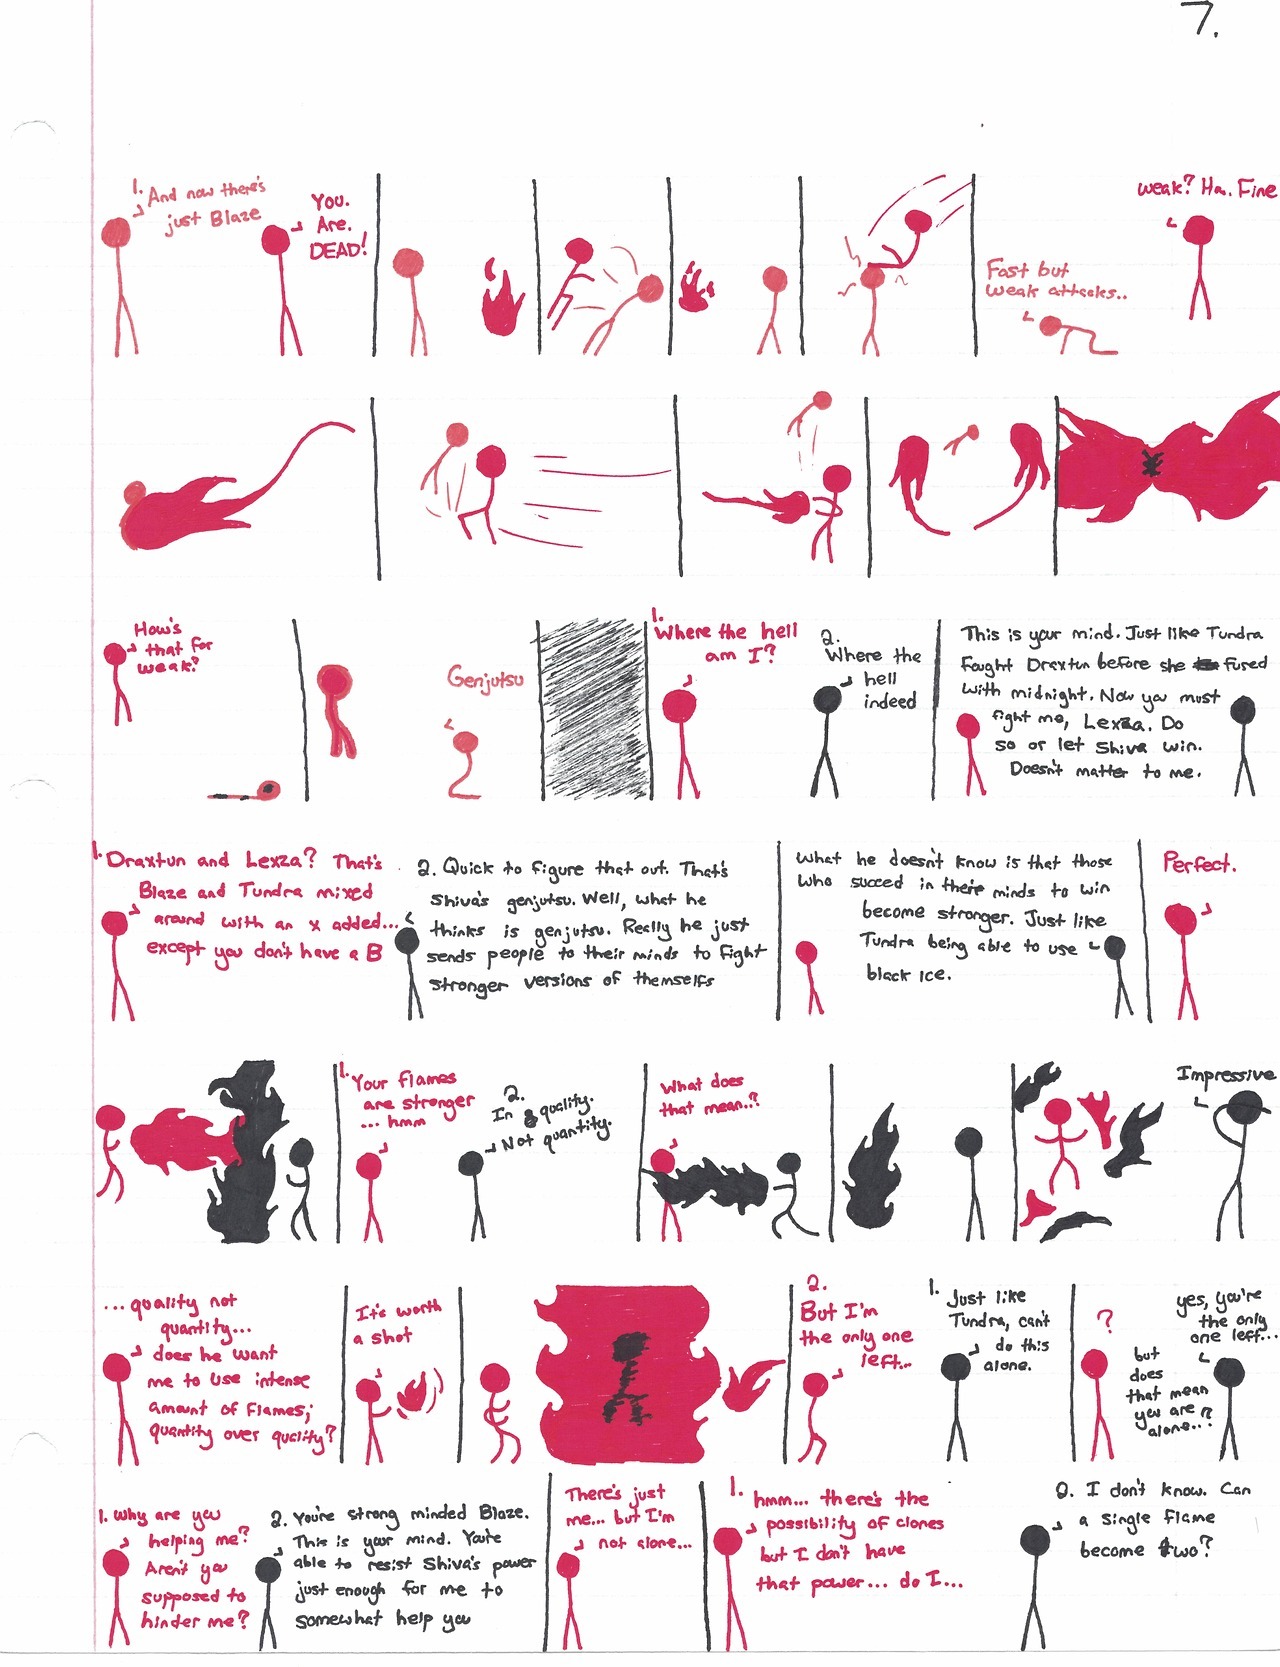 7.
1. And now there's
just Blaze
You.
Are.
DEAD!
Fast but
weak attacks..
weak? Ha. Fine
How's
that for
weak?
Genjutsu
1. Where the hell
am I?
2.
Where the
hell
indeed
This is your mind. Just like Tundra
fought Draxtun before she fused
with midnight. Now you must
fight me, Lexza. Do
so or let Shiva win.
Doesn't matter to me.
1. Draxtun and Lexza? That's
Blaze and Tundra mixed
around with an x added...
except you don't have a B
2. Quick to figure that out. That's
Shiva's genjutsu. Well, what he
thinks is genjutsu. Really he just
sends people to their minds to fight
stronger versions of themselfs
What he doesn't know is that those
who succed in their minds to win
become stronger. Just like
Tundra being able to use
black ice.
Perfect.
1. Your flames
are stronger
... hmm
2.
In quality.
Not quantity.
What does
that mean..?
Impressive
... quality not
quantity...
does he want
me to use intense
amount of flames;
quantity over quality?
It's worth
a shot
2.
But I'm
the only one
left...
1. Just like
Tundra, can't
do this
alone.
?
yes, you're
the only
one left...
but
does
that mean
you are
alone..?
1. Why are you
helping me?
Aren't you
supposed to
hinder me?
2. You're strong minded Blaze.
This is your mind. You're
able to resist Shiva's power
just enough for me to
somewhat help you
There's just
me... but I'm
not alone...
1. hmm... there's the
possibility of clones
but I don't have
that power... do I...
2. I don't know. Can
a single flame
become two?